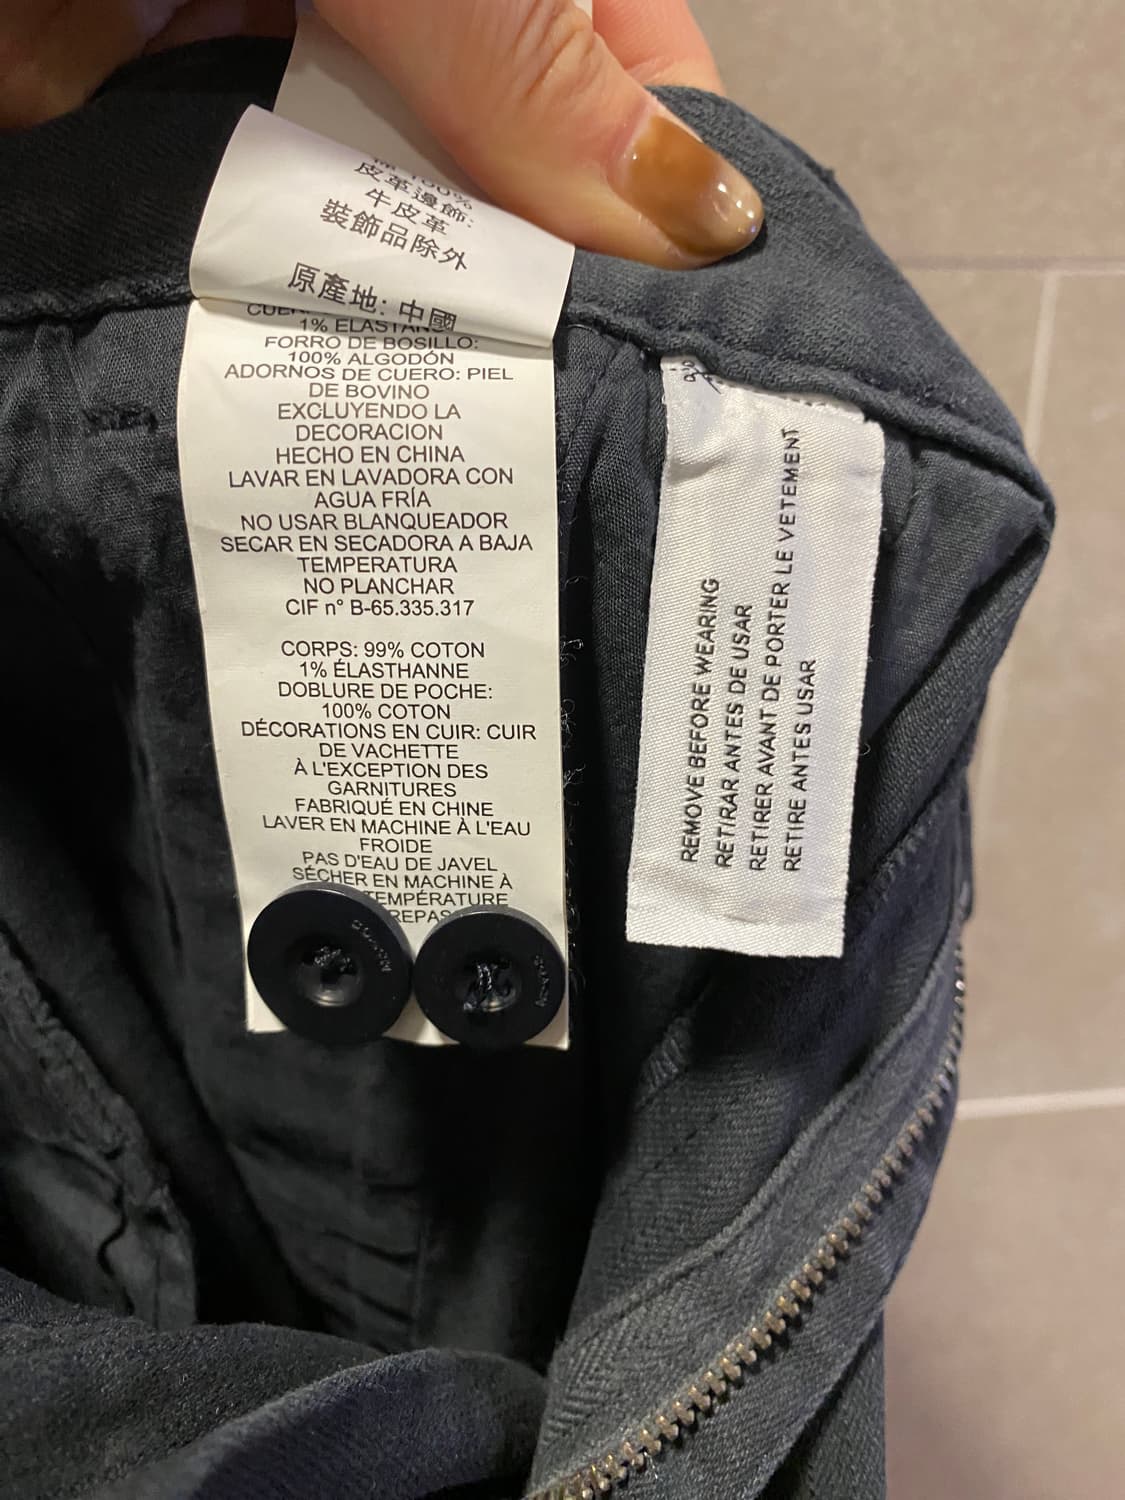 100%
皮革邊飾:
牛皮革
裝飾品除外
原產地: 中國
1% ELASTANO
FORRO DE BOSILLO:
100% ALGODÓN
ADORNOS DE CUERO: PIEL
DE BOVINO
EXCLUYENDO LA
DECORACION
HECHO EN CHINA
LAVAR EN LAVADORA CON
AGUA FRÍA
NO USAR BLANQUEADOR
SECAR EN SECADORA A BAJA
TEMPERATURA
NO PLANCHAR
CIF n° B-65.335.317
CORPS: 99% COTON
1% ÉLASTHANNE
DOBLURE DE POCHE:
100% COTON
DÉCORATIONS EN CUIR: CUIR
DE VACHETTE
À L'EXCEPTION DES
GARNITURES
FABRIQUÉ EN CHINE
LAVER EN MACHINE À L'EAU
FROIDE
PAS D'EAU DE JAVEL
SÉCHER EN MACHINE À
TEMPÉRATURE
REMOVE BEFORE WEARING
RETIRAR ANTES DE USAR
RETIRER AVANT DE PORTER LE VETEMENT
RETIRE ANTES USAR